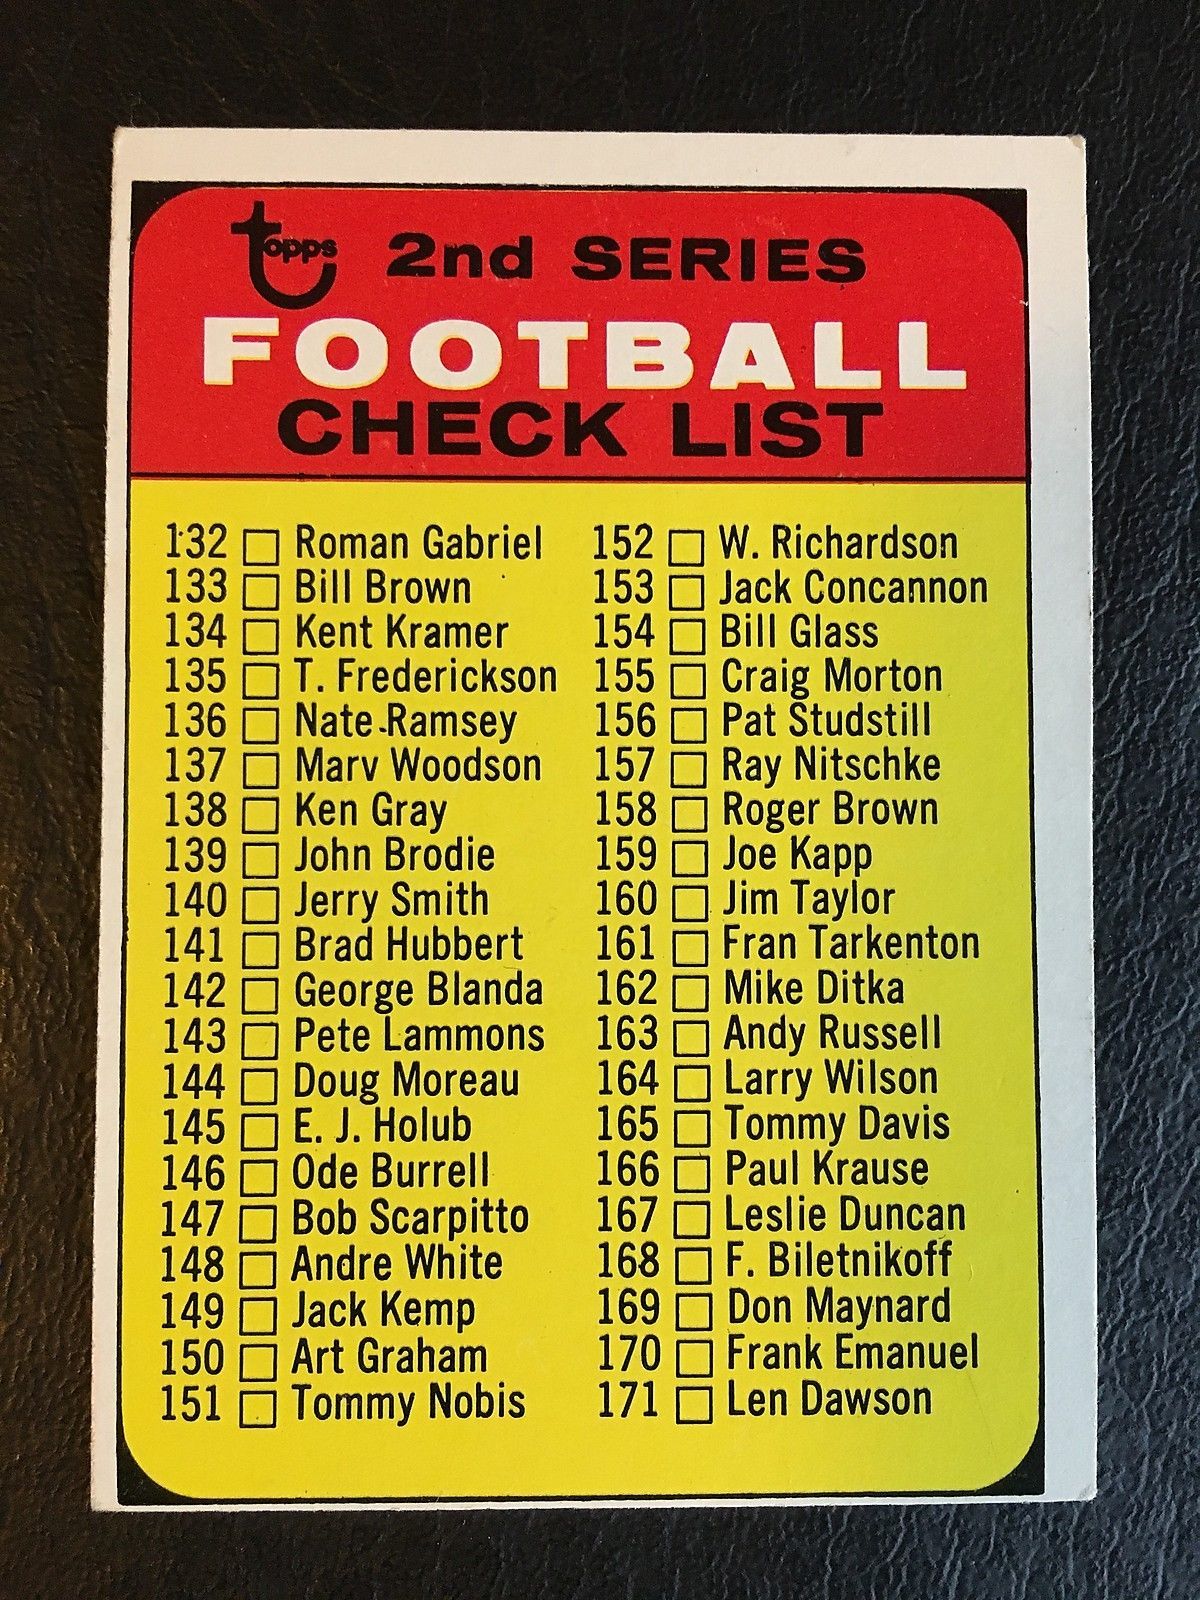 topps 2nd SERIES
FOOTBALL
CHECK LIST
132 Roman Gabriel
133 Bill Brown
134 Kent Kramer
135 T. Frederickson
136 Nate Ramsey
137 Marv Woodson
138 Ken Gray
139 John Brodie
140 Jerry Smith
141 Brad Hubbert
142 George Blanda
143 Pete Lammons
144 Doug Moreau
145 E. J. Holub
146 Ode Burrell
147 Bob Scarpitto
148 Andre White
149 Jack Kemp
150 Art Graham
151 Tommy Nobis
152 W. Richardson
153 Jack Concannon
154 Bill Glass
155 Craig Morton
156 Pat Studstill
157 Ray Nitschke
158 Roger Brown
159 Joe Kapp
160 Jim Taylor
161 Fran Tarkenton
162 Mike Ditka
163 Andy Russell
164 Larry Wilson
165 Tommy Davis
166 Paul Krause
167 Leslie Duncan
168 F. Biletnikoff
169 Don Maynard
170 Frank Emanuel
171 Len Dawson